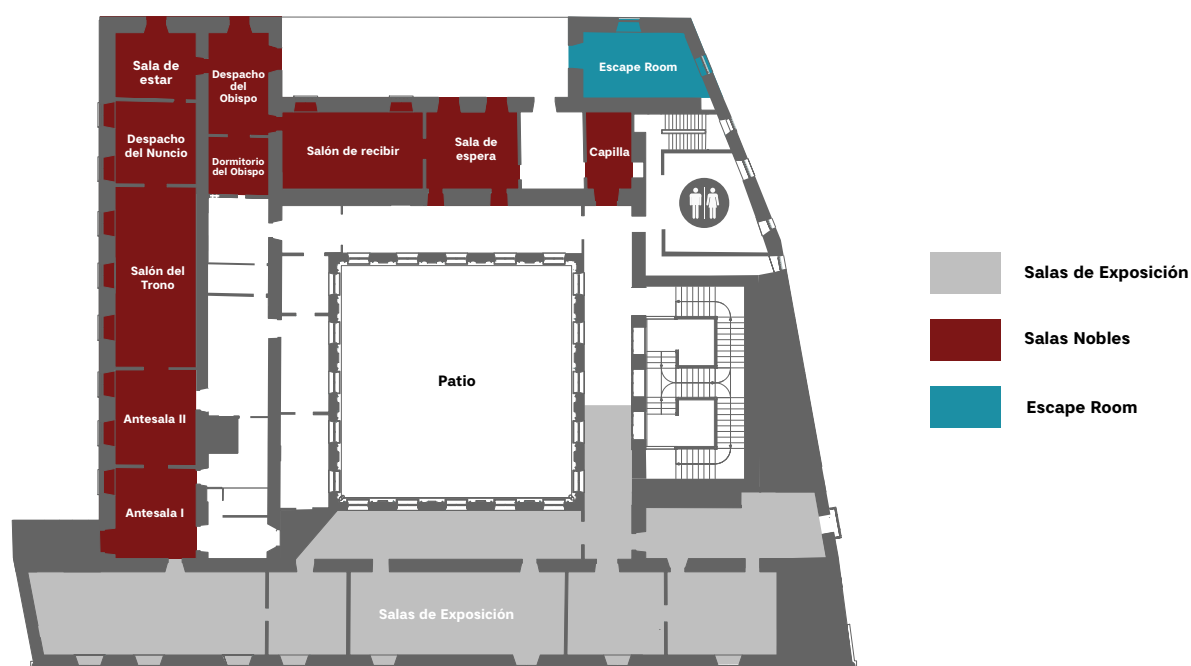 Sala de
estar
Despacho
del
Obispo
Escape Room
Despacho
del Nuncio
Dormitorio
del Obispo
Salón de recibir
Sala de
espera
Capilla
Salón del
Trono
Patio
Antesala II
Antesala I
Salas de Exposición
Salas de Exposición
Salas Nobles
Escape Room